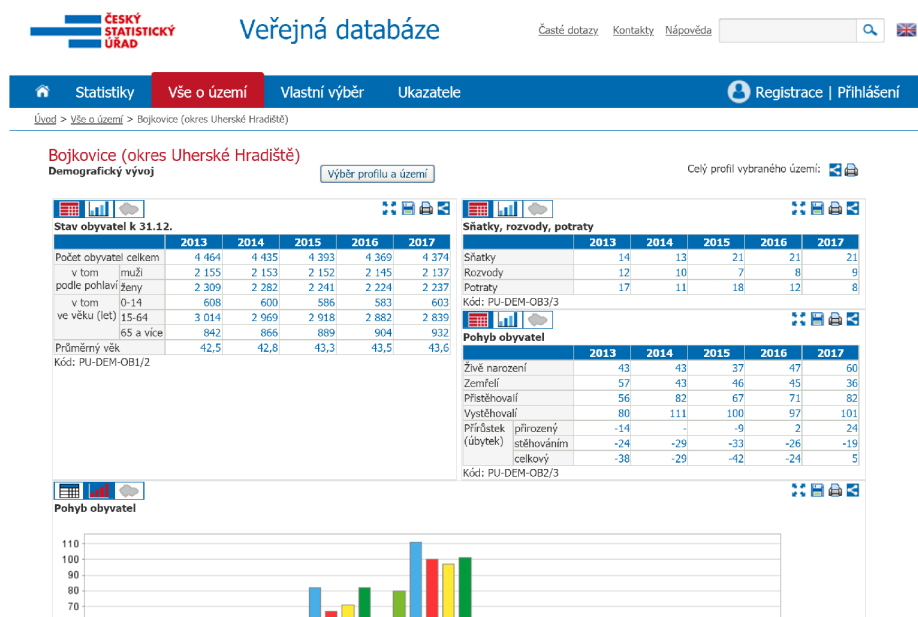 ČESKÝ
STATISTICKÝ
ÚŘAD
Veřejná databáze
Časté dotazy Kontakty Nápověda
Statistiky Vše o území Vlastní výběr Ukazatele Registrace | Přihlášení
Úvod > Vše o území > Bojkovice (okres Uherské Hradiště)
Bojkovice (okres Uherské Hradiště)
Demografický vývoj
Výběr profilu a území
Celý profil vybraného území:
Stav obyvatel k 31.12.
2013 2014 2015 2016 2017
Počet obyvatel celkem 4 464 4 435 4 393 4 369 4 374
v tom podle pohlaví muži 2 155 2 153 2 152 2 145 2 137
ženy 2 309 2 282 2 241 2 224 2 237
v tom ve věku (let) 0-14 608 600 586 583 603
15-64 3 014 2 969 2 918 2 882 2 839
65 a více 842 866 889 904 932
Průměrný věk 42,5 42,8 43,3 43,5 43,6
Kód: PU-DEM-OB1/2
Sňatky, rozvody, potraty
2013 2014 2015 2016 2017
Sňatky 14 13 21 21 21
Rozvody 12 10 7 8 9
Potraty 17 11 18 12 8
Kód: PU-DEM-OB3/3
Pohyb obyvatel
2013 2014 2015 2016 2017
Živě narození 43 43 37 47 60
Zemřelí 57 43 46 45 36
Přistěhovalí 56 82 67 71 82
Vystěhovalí 80 111 100 97 101
Přírůstek (úbytek) přirozený -14 - -9 2 24
stěhováním -24 -29 -33 -26 -19
celkový -38 -29 -42 -24 5
Kód: PU-DEM-OB2/3
Pohyb obyvatel
110
100
90
80
70